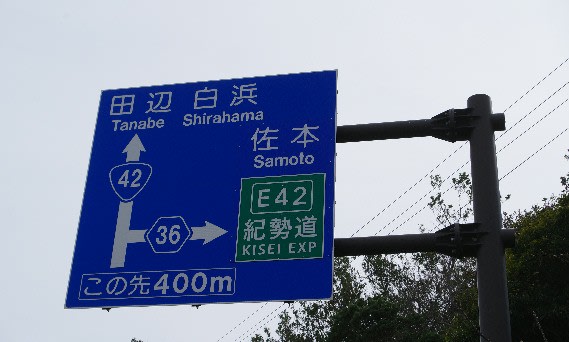 田辺 白浜
Tanabe Shirahama
佐本
Samoto
42
E42
36
紀勢道
KISEI EXP
この先400m